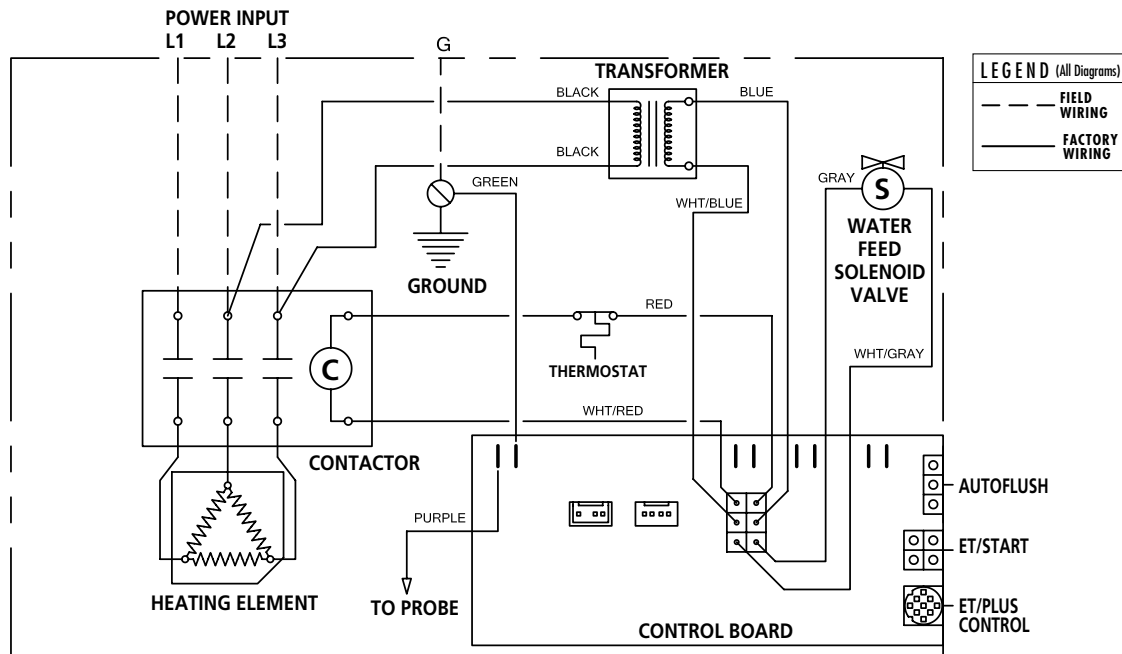 POWER INPUT
L1 L2 L3
G
LEGEND (All Diagrams)
FIELD
WIRING
FACTORY
WIRING
TRANSFORMER
BLACK
BLUE
BLACK
GREEN
GRAY
S
WHT/BLUE
WATER
FEED
SOLENOID
VALVE
GROUND
RED
C
THERMOSTAT
WHT/GRAY
WHT/RED
CONTACTOR
AUTOFLUSH
PURPLE
ET/START
HEATING ELEMENT
TO PROBE
ET/PLUS
CONTROL
CONTROL BOARD